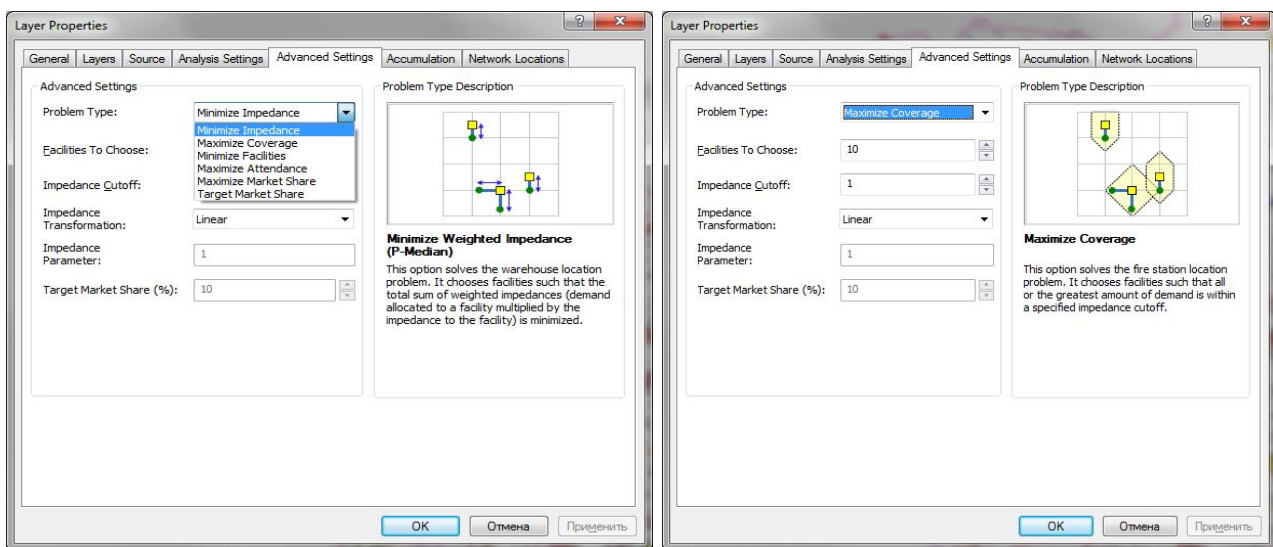 Layer Properties
General Layers Source Analysis Settings Advanced Settings Accumulation Network Locations
Advanced Settings
Problem Type: Minimize Impedance
Minimize Impedance
Maximize Coverage
Minimize Facilities
Maximize Attendance
Maximize Market Share
Target Market Share
Facilities To Choose:
Impedance Cutoff:
Impedance
Transformation: Linear
Impedance
Parameter: 1
Target Market Share (%): 10
Problem Type Description
Minimize Weighted Impedance
(P-Median)
This option solves the warehouse location
problem. It chooses facilities such that the
total sum of weighted impedances (demand
allocated to a facility multiplied by the
impedance to the facility) is minimized.
OK Отмена Применить
Layer Properties
General Layers Source Analysis Settings Advanced Settings Accumulation Network Locations
Advanced Settings
Problem Type: Maximize Coverage
Facilities To Choose: 10
Impedance Cutoff: 1
Impedance
Transformation: Linear
Impedance
Parameter: 1
Target Market Share (%): 10
Problem Type Description
Maximize Coverage
This option solves the fire station location
problem. It chooses facilities such that all
or the greatest amount of demand is within
a specified impedance cutoff.
OK Отмена Применить